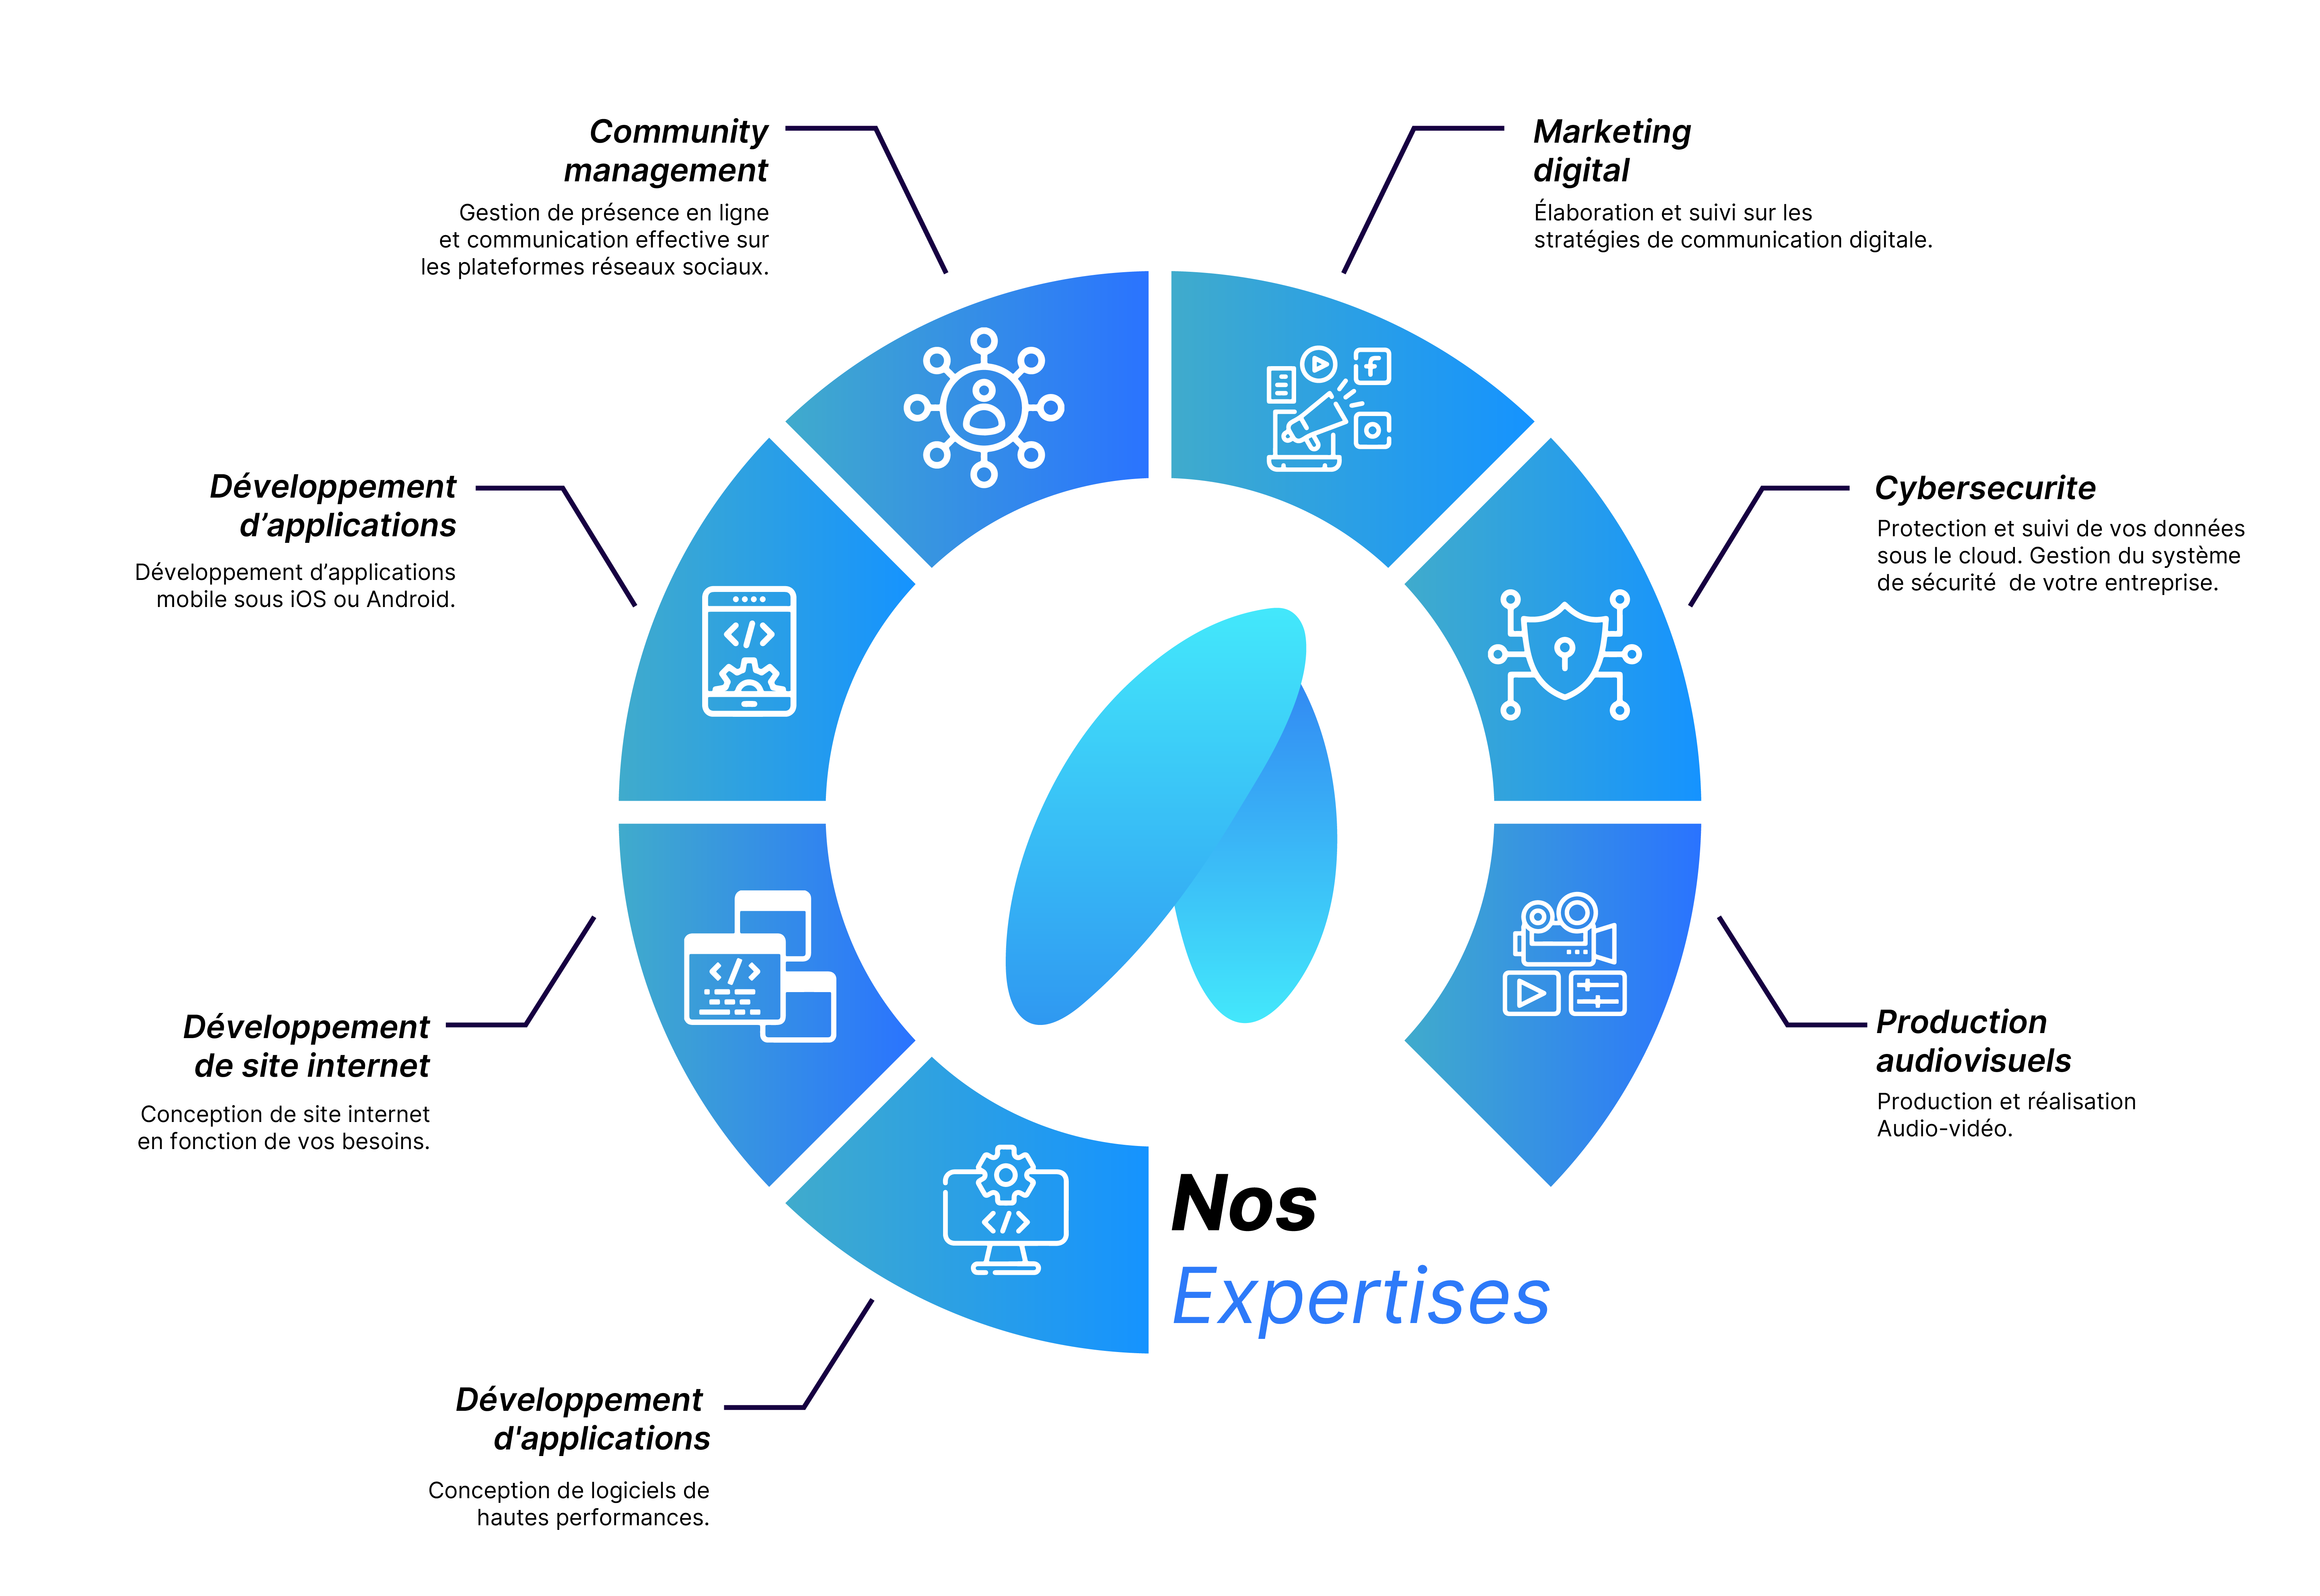 Community
management
Gestion de présence en ligne
et communication effective sur
les plateformes réseaux sociaux.
Marketing
digital
Élaboration et suivi sur les
stratégies de communication digitale.
Développement
d’applications
Développement d’applications
mobile sous iOS ou Android.
Cybersecurite
Protection et suivi de vos données
sous le cloud. Gestion du système
de sécurité  de votre entreprise.
Développement
de site internet
Conception de site internet
en fonction de vos besoins.
Production
audiovisuels
Production et réalisation
Audio-vidéo.
Nos
Expertises
Développement
d'applications
Conception de logiciels de
hautes performances.